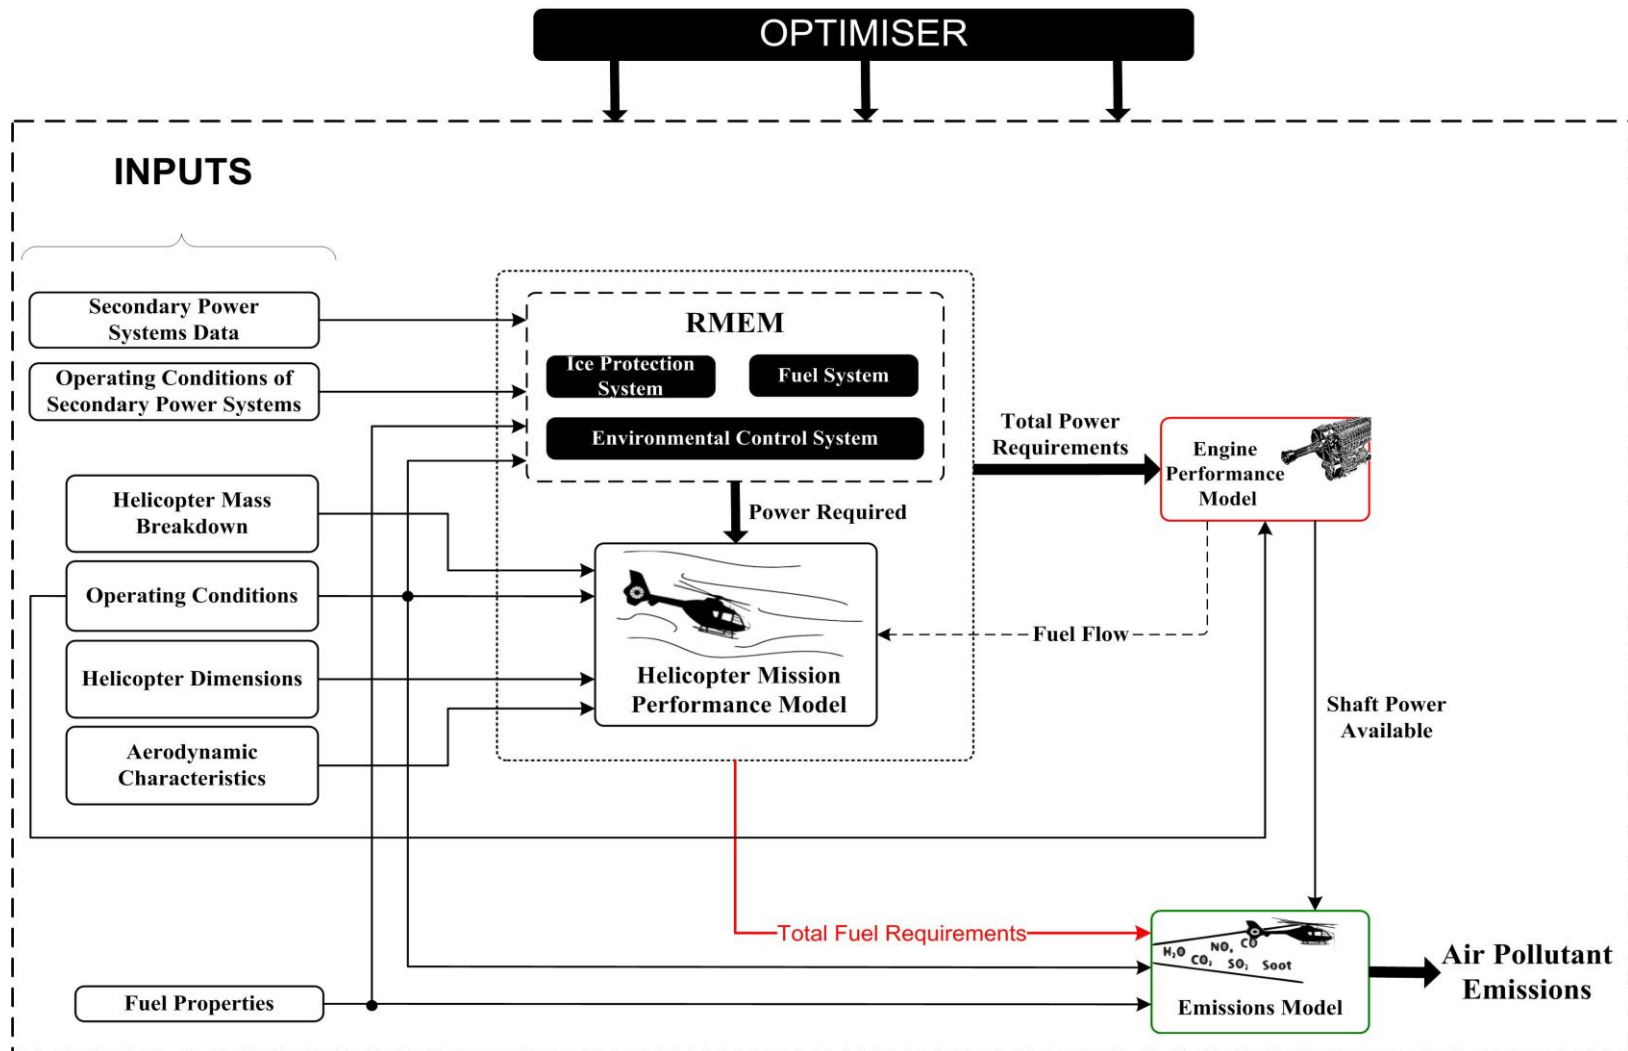 OPTIMISER
INPUTS
Secondary Power
Systems Data
Operating Conditions of
Secondary Power Systems
Helicopter Mass
Breakdown
Operating Conditions
Helicopter Dimensions
Aerodynamic
Characteristics
Fuel Properties
RMEM
Ice Protection
System
Fuel System
Environmental Control System
Power Required
Helicopter Mission
Performance Model
Total Power
Requirements
Engine
Performance
Model
Fuel Flow
Shaft Power
Available
Total Fuel Requirements
H₂O NOₓ CO
CO₂ SO₂ Soot
Emissions Model
Air Pollutant
Emissions